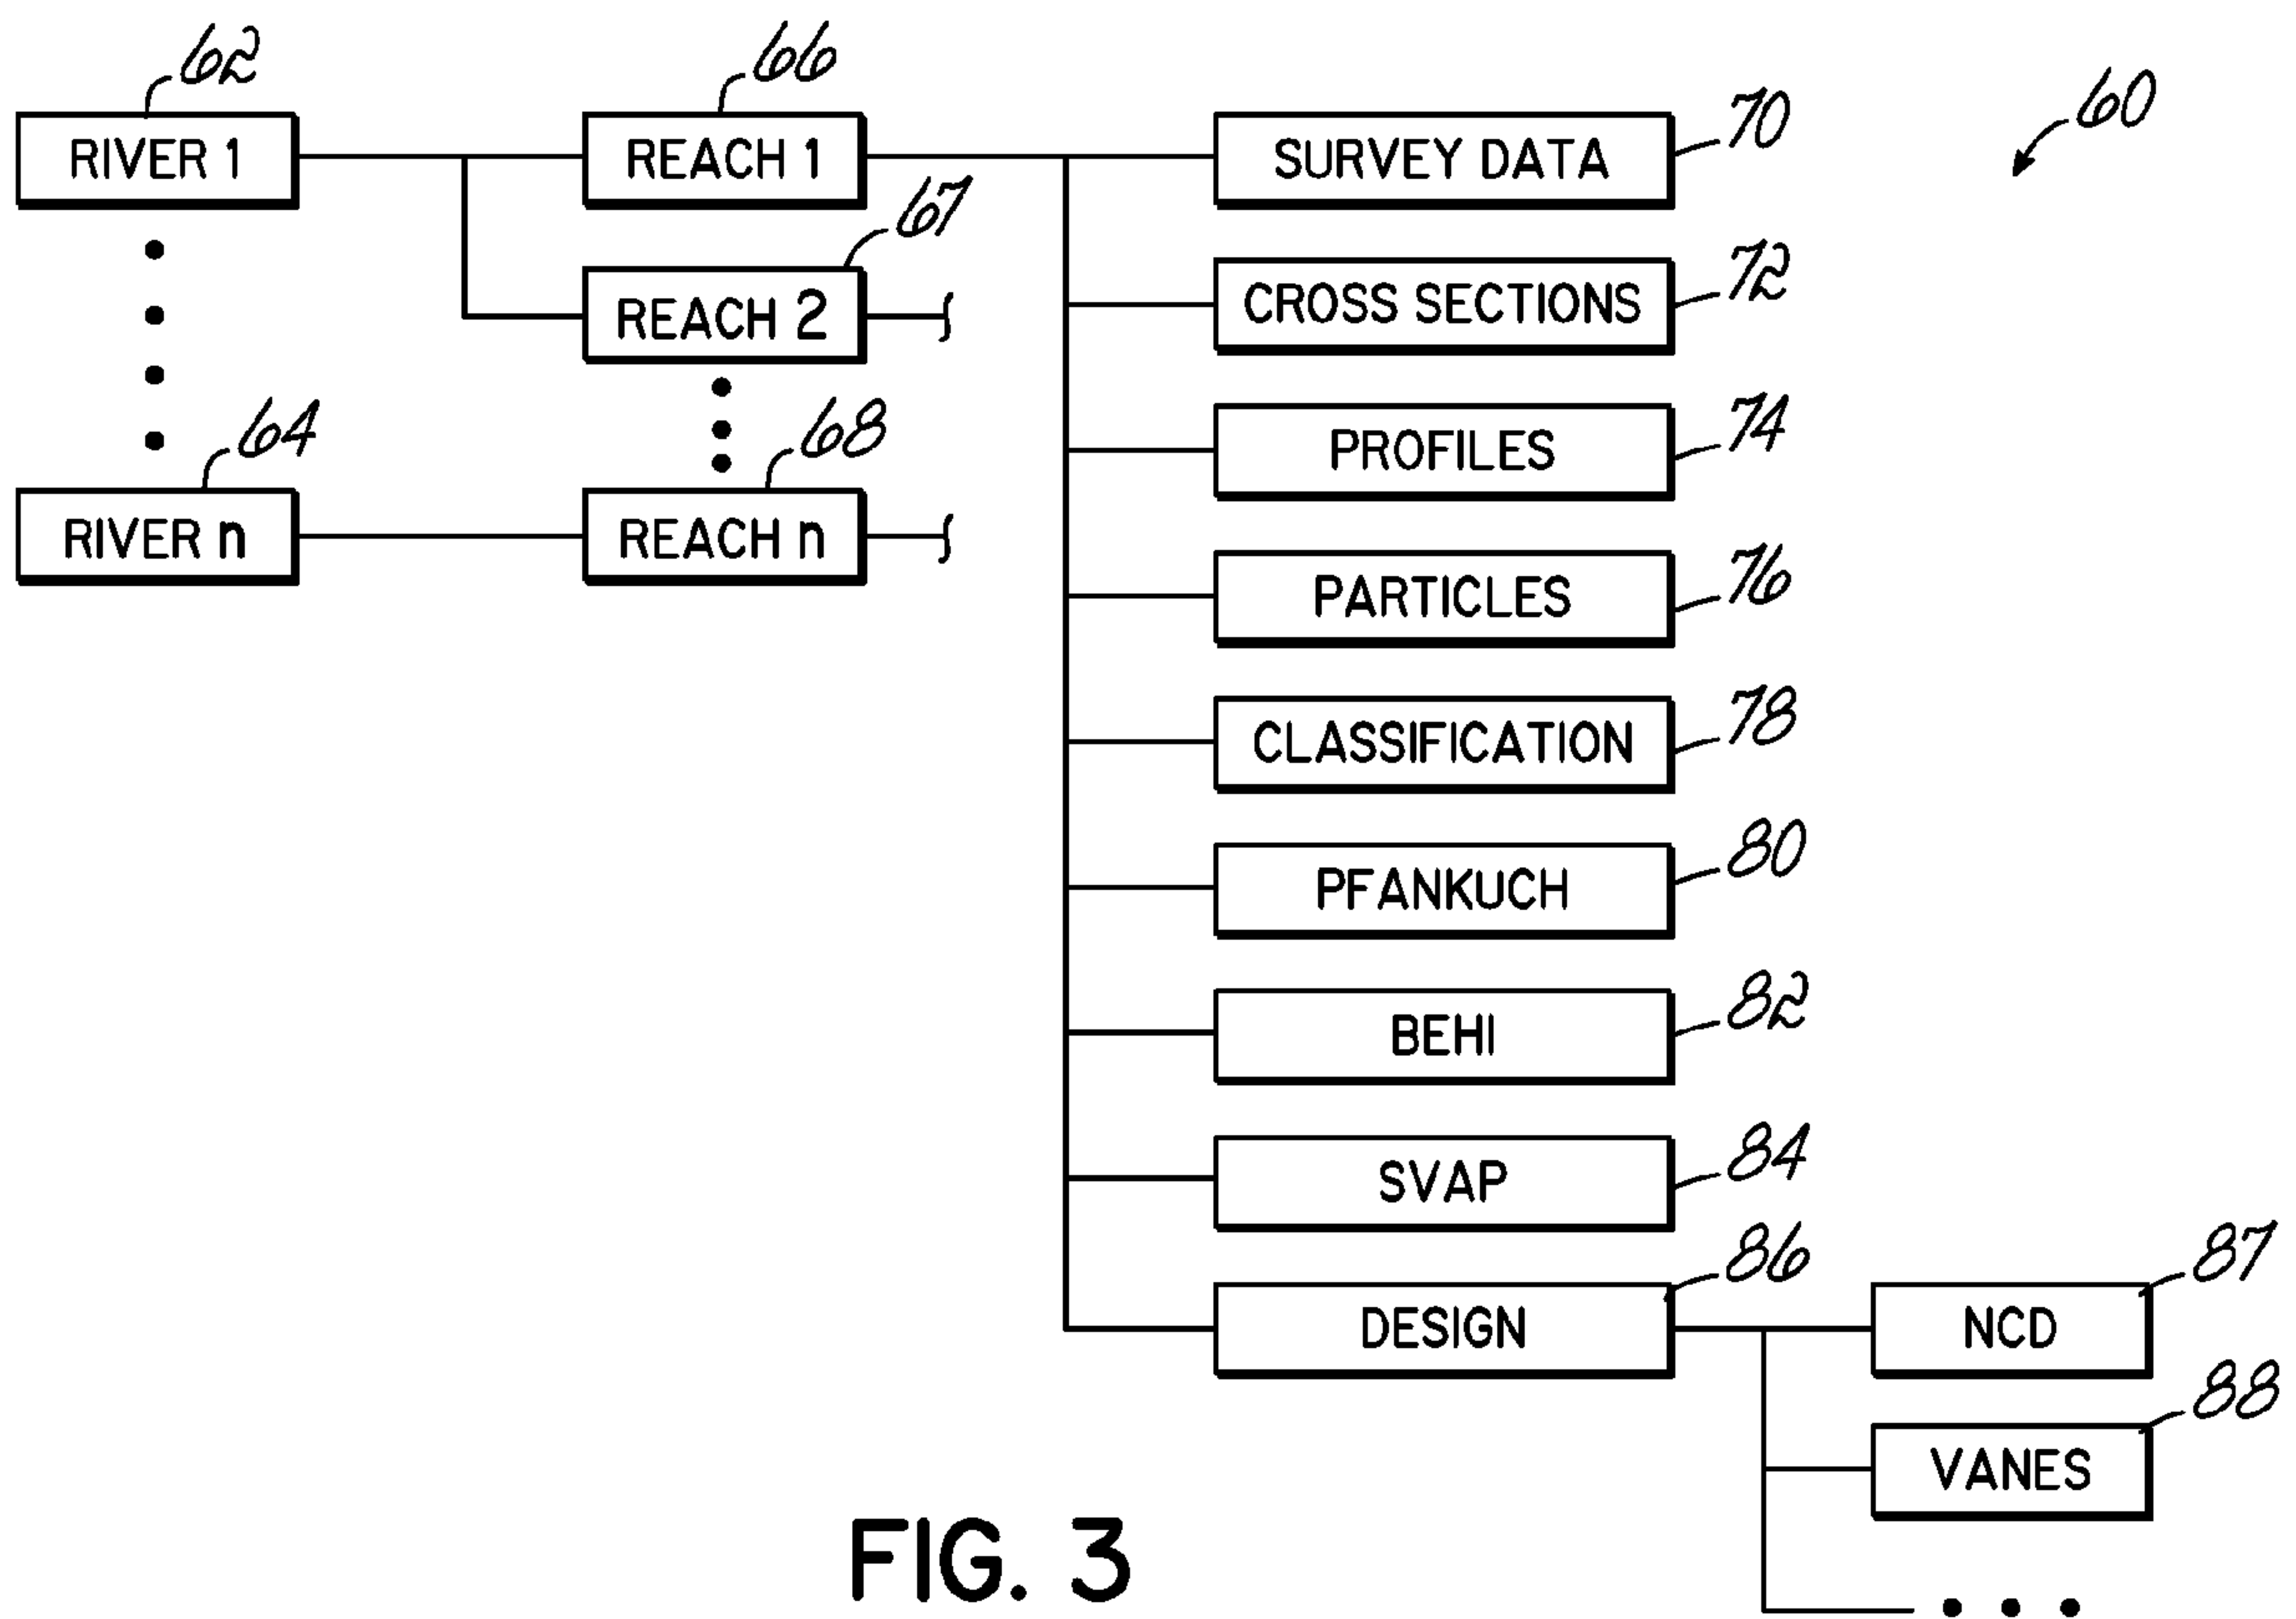 62
66
60
RIVER 1
REACH 1
SURVEY DATA
70
67
REACH 2
CROSS SECTIONS
72
64
68
PROFILES
74
RIVER n
REACH n
PARTICLES
76
CLASSIFICATION
78
PFANKUCH
80
BEHI
82
SVAP
84
DESIGN
86
NCD
87
VANES
88
FIG. 3